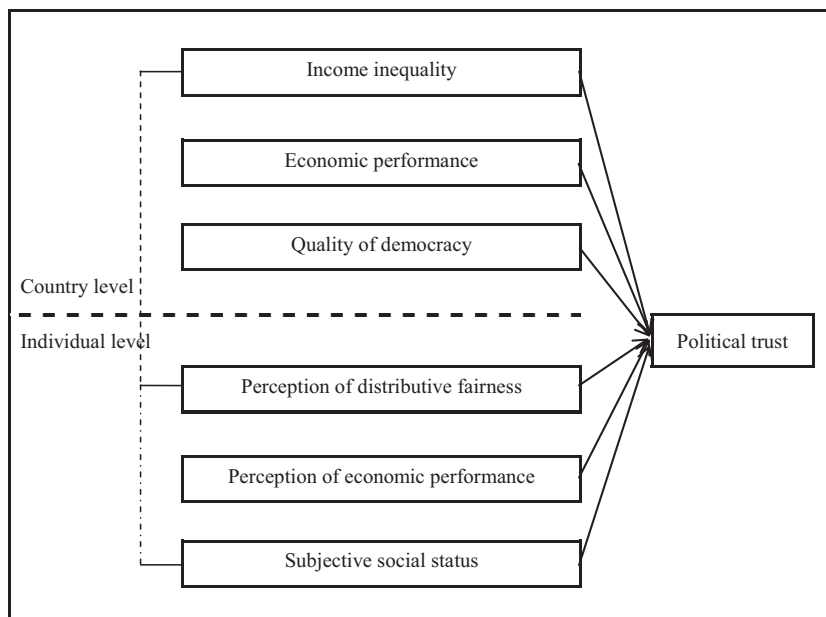 Income inequality
Economic performance
Quality of democracy
Country level
Individual level
Political trust
Perception of distributive fairness
Perception of economic performance
Subjective social status